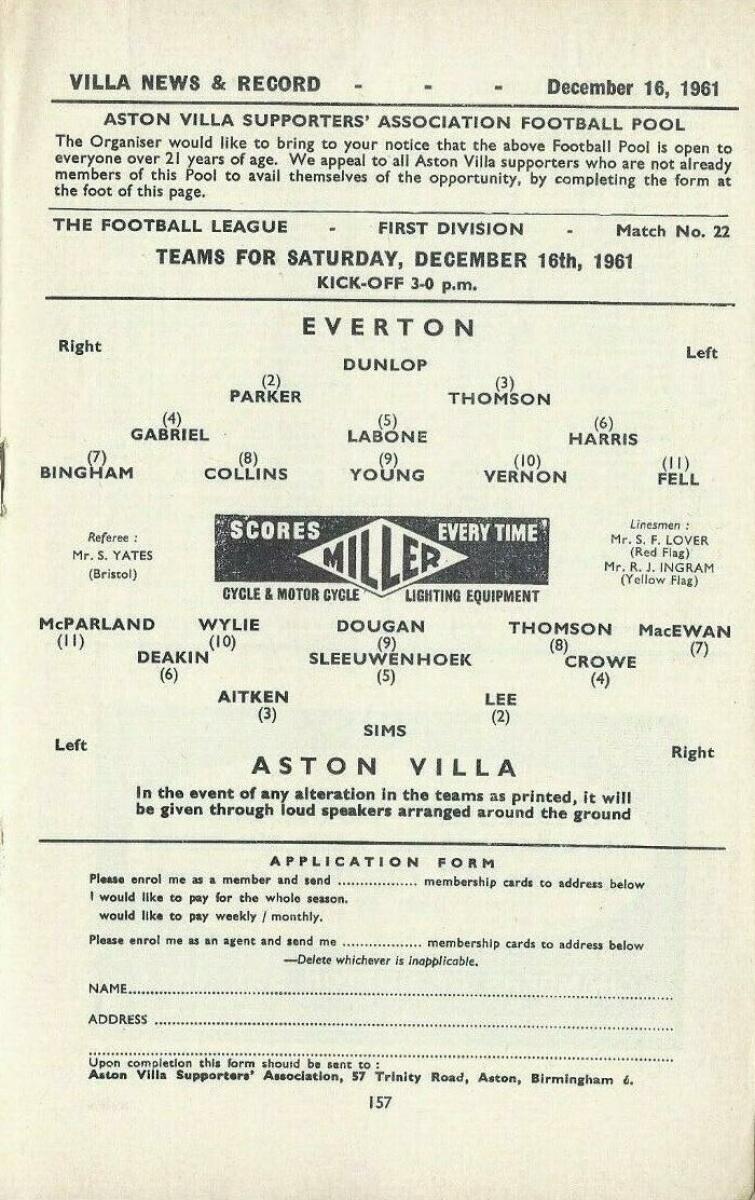 VILLA NEWS & RECORD - - - December 16, 1961
ASTON VILLA SUPPORTERS' ASSOCIATION FOOTBALL POOL
The Organiser would like to bring to your notice that the above Football Pool is open to
everyone over 21 years of age. We appeal to all Aston Villa supporters who are not already
members of this Pool to avail themselves of the opportunity, by completing the form at
the foot of this page.
THE FOOTBALL LEAGUE - FIRST DIVISION - Match No. 22
TEAMS FOR SATURDAY, DECEMBER 16th, 1961
KICK-OFF 3-0 p.m.
EVERTON
Right Left
DUNLOP
(2) (3)
PARKER THOMSON
(4) (5) (6)
GABRIEL LABONE HARRIS
(7) (8) (9) (10) (11)
BINGHAM COLLINS YOUNG VERNON FELL
Referee :
Mr. S. YATES
(Bristol)
SCORES EVERY TIME
MILLER
CYCLE & MOTOR CYCLE LIGHTING EQUIPMENT
Linesmen :
Mr. S. F. LOVER
(Red Flag)
Mr. R. J. INGRAM
(Yellow Flag)
McPARLAND WYLIE DOUGAN THOMSON MacEWAN
(11) (10) (9) (8) (7)
DEAKIN SLEEUWENHOEK CROWE
(6) (5) (4)
AITKEN LEE
(3) (2)
SIMS
Left Right
ASTON VILLA
In the event of any alteration in the teams as printed, it will
be given through loud speakers arranged around the ground
APPLICATION FORM
Please enrol me as a member and send .................. membership cards to address below
I would like to pay for the whole season.
would like to pay weekly / monthly.
Please enrol me as an agent and send me .................. membership cards to address below
—Delete whichever is inapplicable.
NAME..........................................................................
ADDRESS ......................................................................
..............................................................................
Upon completion this form should be sent to :
Aston Villa Supporters' Association, 57 Trinity Road, Aston, Birmingham 6.
157